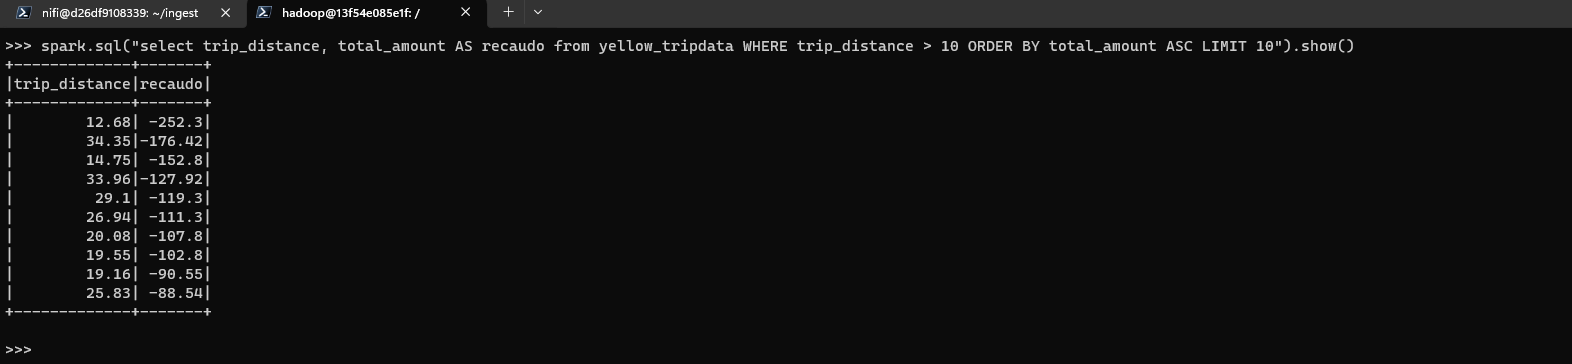 nifi@d26df9108339: ~/ingest
hadoop@13f54e085e1f: /
>>> spark.sql("select trip_distance, total_amount AS recaudo from yellow_tripdata WHERE trip_distance > 10 ORDER BY total_amount ASC LIMIT 10").show()
+-------------+-------+
|trip_distance|recaudo|
+-------------+-------+
|        12.68| -252.3|
|        34.35|-176.42|
|        14.75| -152.8|
|        33.96|-127.92|
|         29.1| -119.3|
|        26.94| -111.3|
|        20.08| -107.8|
|        19.55| -102.8|
|        19.16| -90.55|
|        25.83| -88.54|
+-------------+-------+
>>>